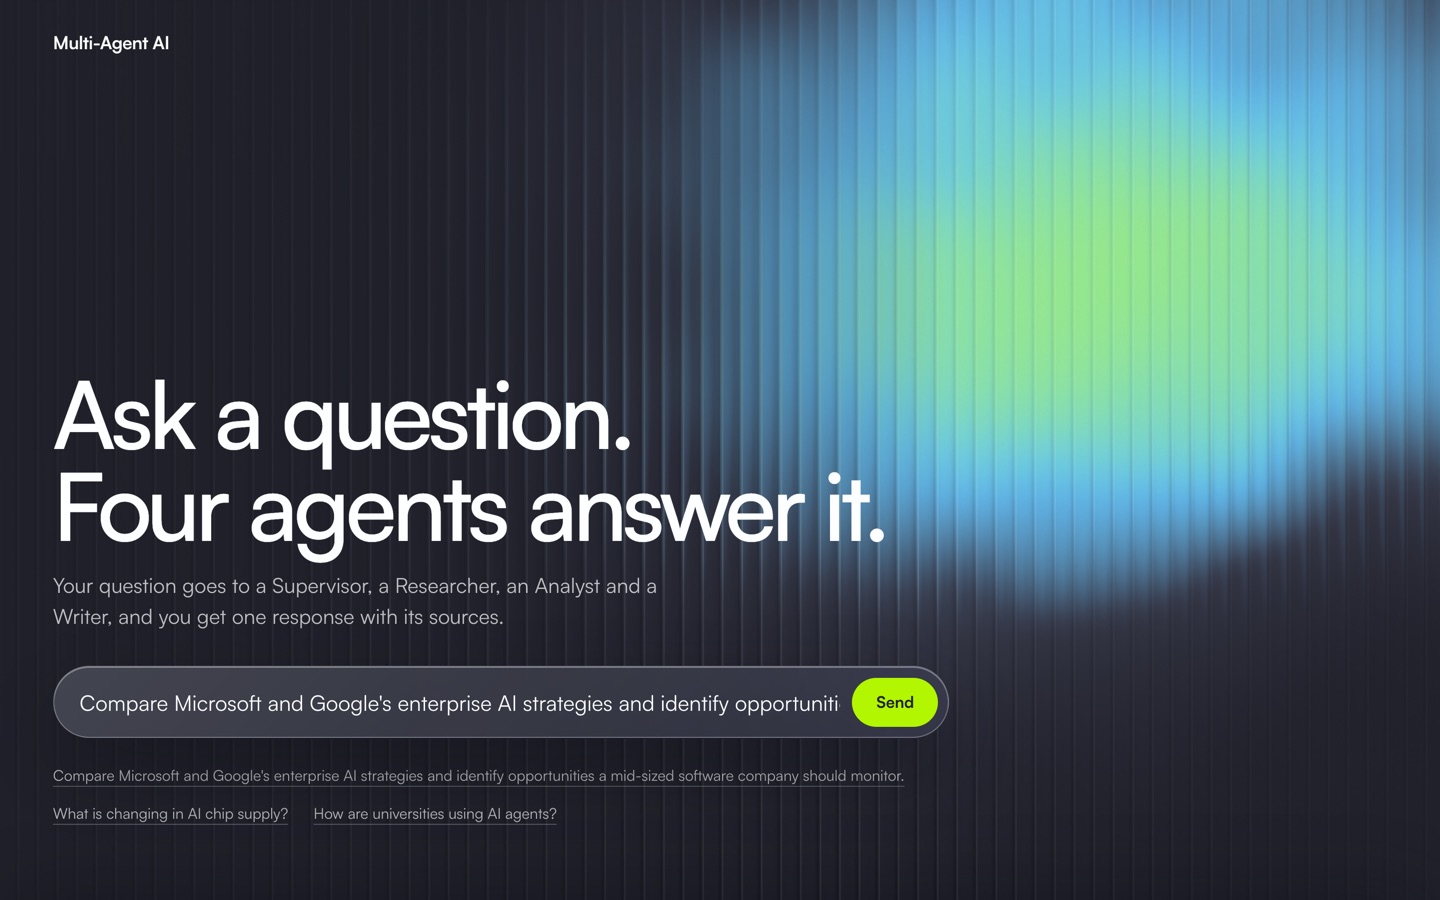 Multi-Agent AI
Ask a question.
Four agents answer it.
Your question goes to a Supervisor, a Researcher, an Analyst and a
Writer, and you get one response with its sources.
Compare Microsoft and Google's enterprise AI strategies and identify opportuniti
Send
Compare Microsoft and Google's enterprise AI strategies and identify opportunities a mid-sized software company should monitor.
What is changing in AI chip supply?
How are universities using AI agents?